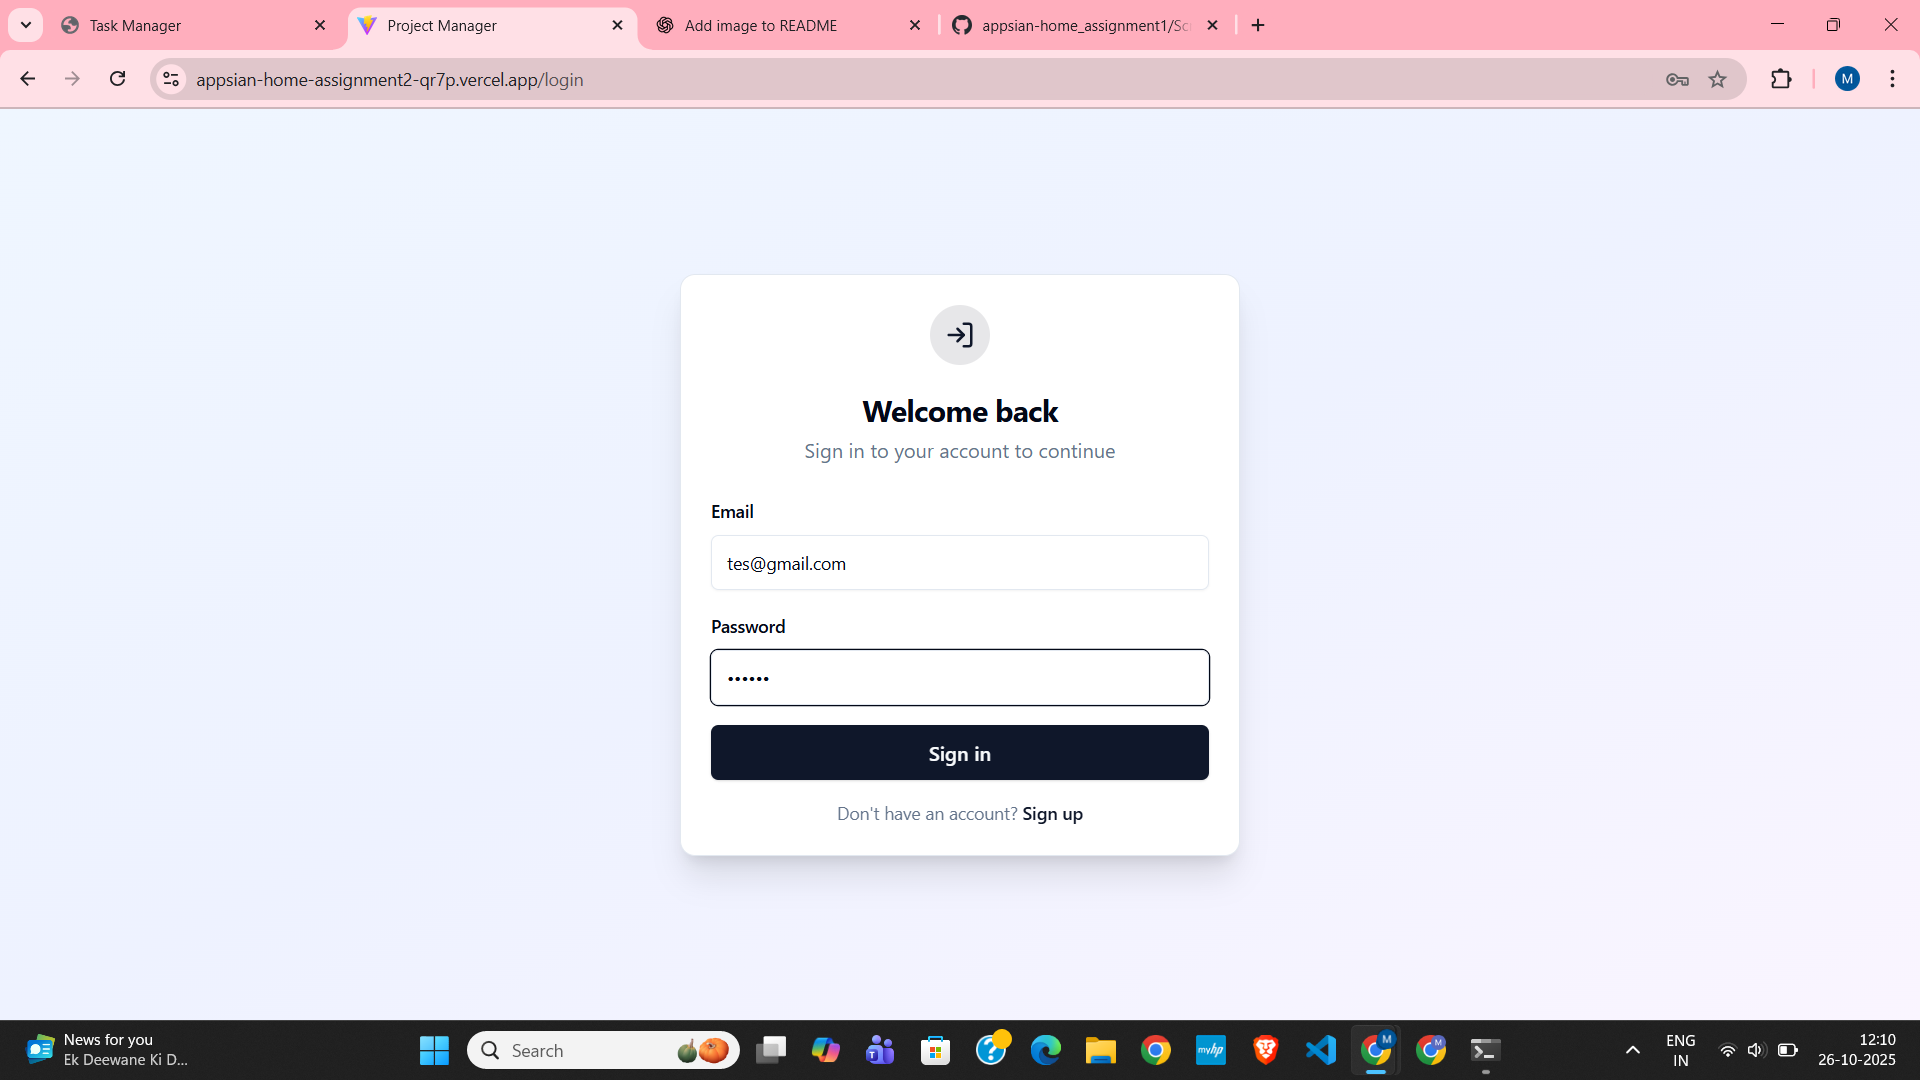 Task Manager
Project Manager
Add image to README
appsian-home_assignment1/Sc
appsian-home-assignment2-qr7p.vercel.app/login
M
Welcome back
Sign in to your account to continue
Email
tes@gmail.com
Password
••••••
Sign in
Don't have an account? Sign up
News for you
Ek Deewane Ki D...
Search
myhp
M
M
ENG
IN
12:10
26-10-2025